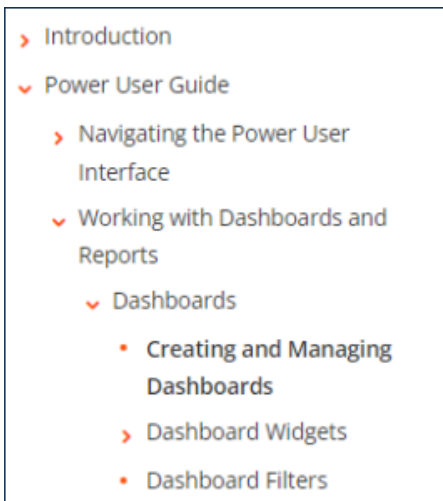 Introduction
Power User Guide
Navigating the Power User
Interface
Working with Dashboards and
Reports
Dashboards
Creating and Managing
Dashboards
Dashboard Widgets
Dashboard Filters